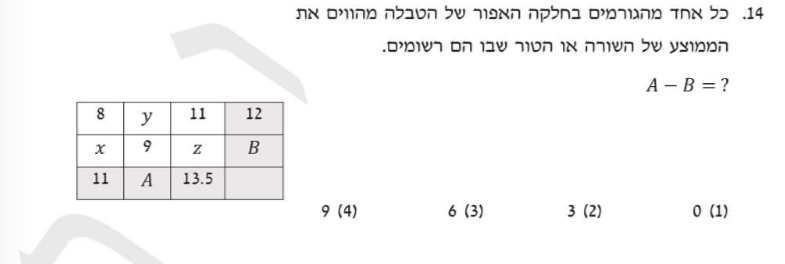 14. כל אחד מהגורמים בחלקה האפור של הטבלה מהווים את
הממוצע של השורה או הטור שבו הם רשומים.
A − B = ?
8 y 11 12
x 9 z B
11 A 13.5
(1) 0 (2) 3 (3) 6 (4) 9